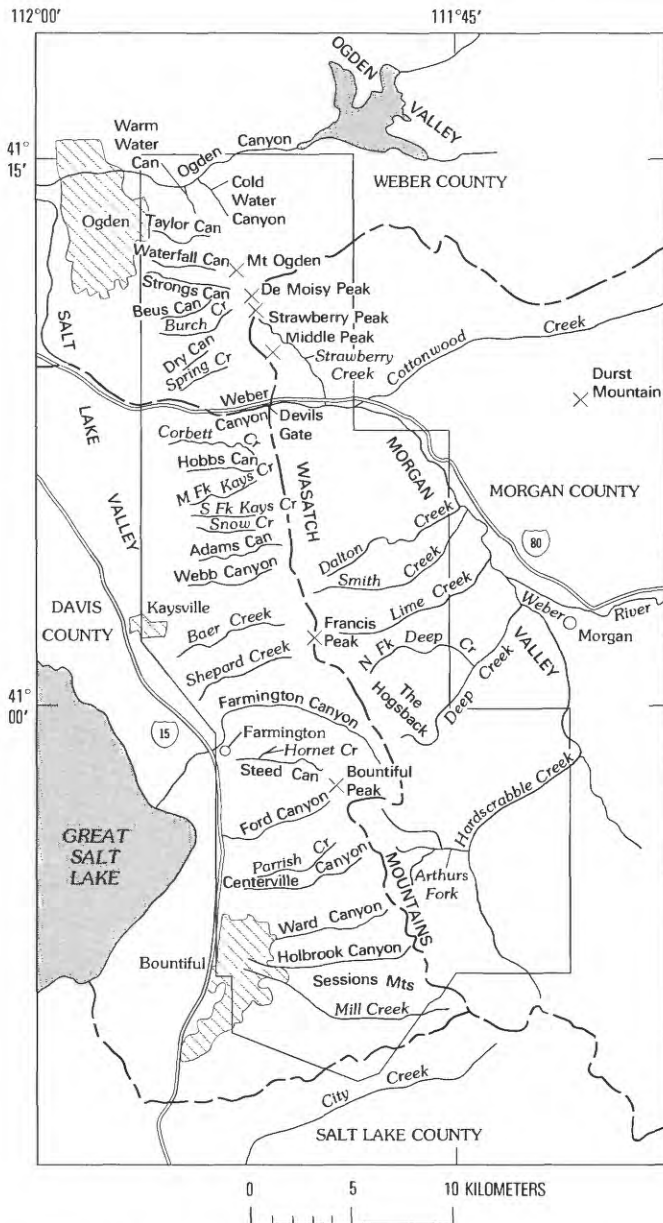 112°00'
111°45'
OGDEN
VALLEY
Warm
Water
Can
Ogden Canyon
41°
15'
Cold
Water
Canyon
WEBER COUNTY
Ogden
Taylor Can
Waterfall Can
Mt Ogden
Strongs Can
De Moisy Peak
Beus Can
Burch Cr
Strawberry Peak
SALT
Middle Peak
Strawberry
Creek
Cottonwood Creek
Dry Can
Spring Cr
Durst
Mountain
Weber
Canyon
Devils
Gate
LAKE
Corbett Cr
MORGAN
Hobbs Can
M Fk Kays Cr
WASATCH
MORGAN COUNTY
VALLEY
S Fk Kays Cr
Snow Cr
80
Adams Can
Dalton Creek
Webb Canyon
Smith Creek
DAVIS
COUNTY
Kaysville
Lime Creek
Weber River
Baer Creek
Francis
Peak
Morgan
N Fk Deep Cr
VALLEY
Shepard Creek
The
Hogsback
Deep Creek
41°
00'
Farmington Canyon
15
Farmington
Hornet Cr
Steed Can
Bountiful
Peak
Ford Canyon
Hardscrabble Creek
GREAT
SALT
LAKE
Parrish Cr
Centerville Canyon
MOUNTAINS
Arthurs
Fork
Ward Canyon
Holbrook Canyon
Bountiful
Sessions Mts
Mill Creek
City Creek
SALT LAKE COUNTY
0 5 10 KILOMETERS